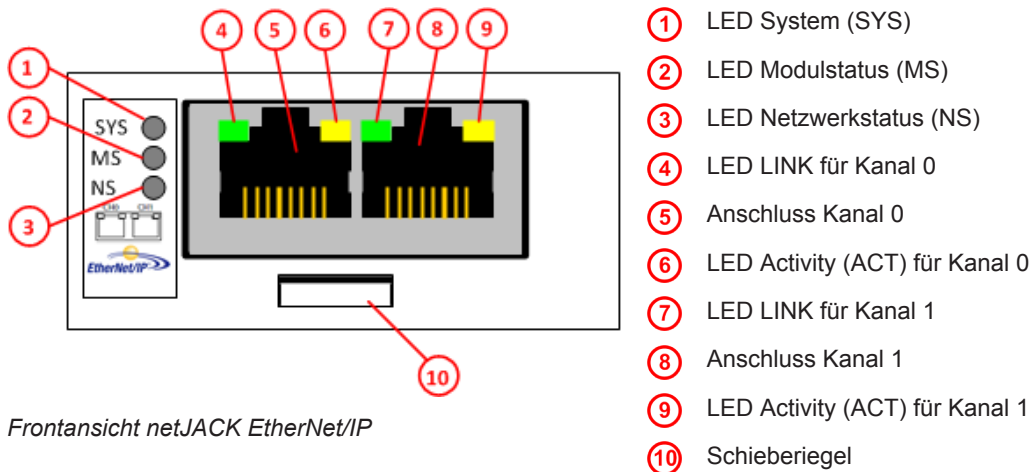 4 5 6 7 8 9
1
2
3
SYS
MS
NS
CH0 CH1
EtherNet/IP
10
Frontansicht netJACK EtherNet/IP
1 LED System (SYS)
2 LED Modulstatus (MS)
3 LED Netzwerkstatus (NS)
4 LED LINK für Kanal 0
5 Anschluss Kanal 0
6 LED Activity (ACT) für Kanal 0
7 LED LINK für Kanal 1
8 Anschluss Kanal 1
9 LED Activity (ACT) für Kanal 1
10 Schieberiegel